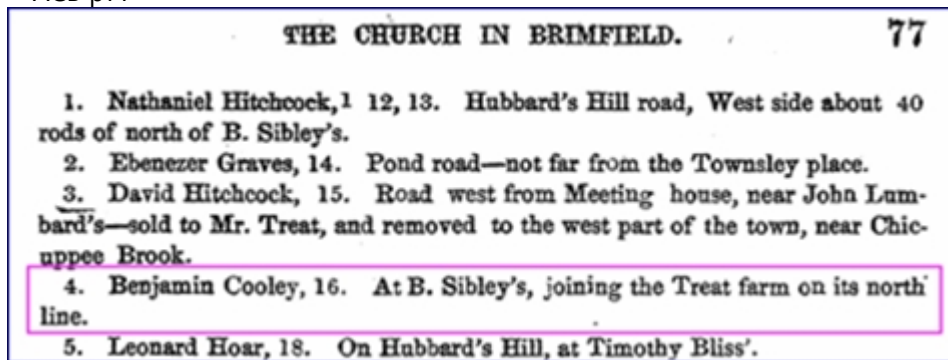 THE CHURCH IN BRIMFIELD. 77
1. Nathaniel Hitchcock,1 12, 13. Hubbard's Hill road, West side about 40
rods of north of B. Sibley's.
2. Ebenezer Graves, 14. Pond road—not far from the Townsley place.
3. David Hitchcock, 15. Road west from Meeting house, near John Lum-
bard's—sold to Mr. Treat, and removed to the west part of the town, near Chic-
uppee Brook.
4. Benjamin Cooley, 16. At B. Sibley's, joining the Treat farm on its north
line.
5. Leonard Hoar, 18. On Hubbard's Hill, at Timothy Bliss'.